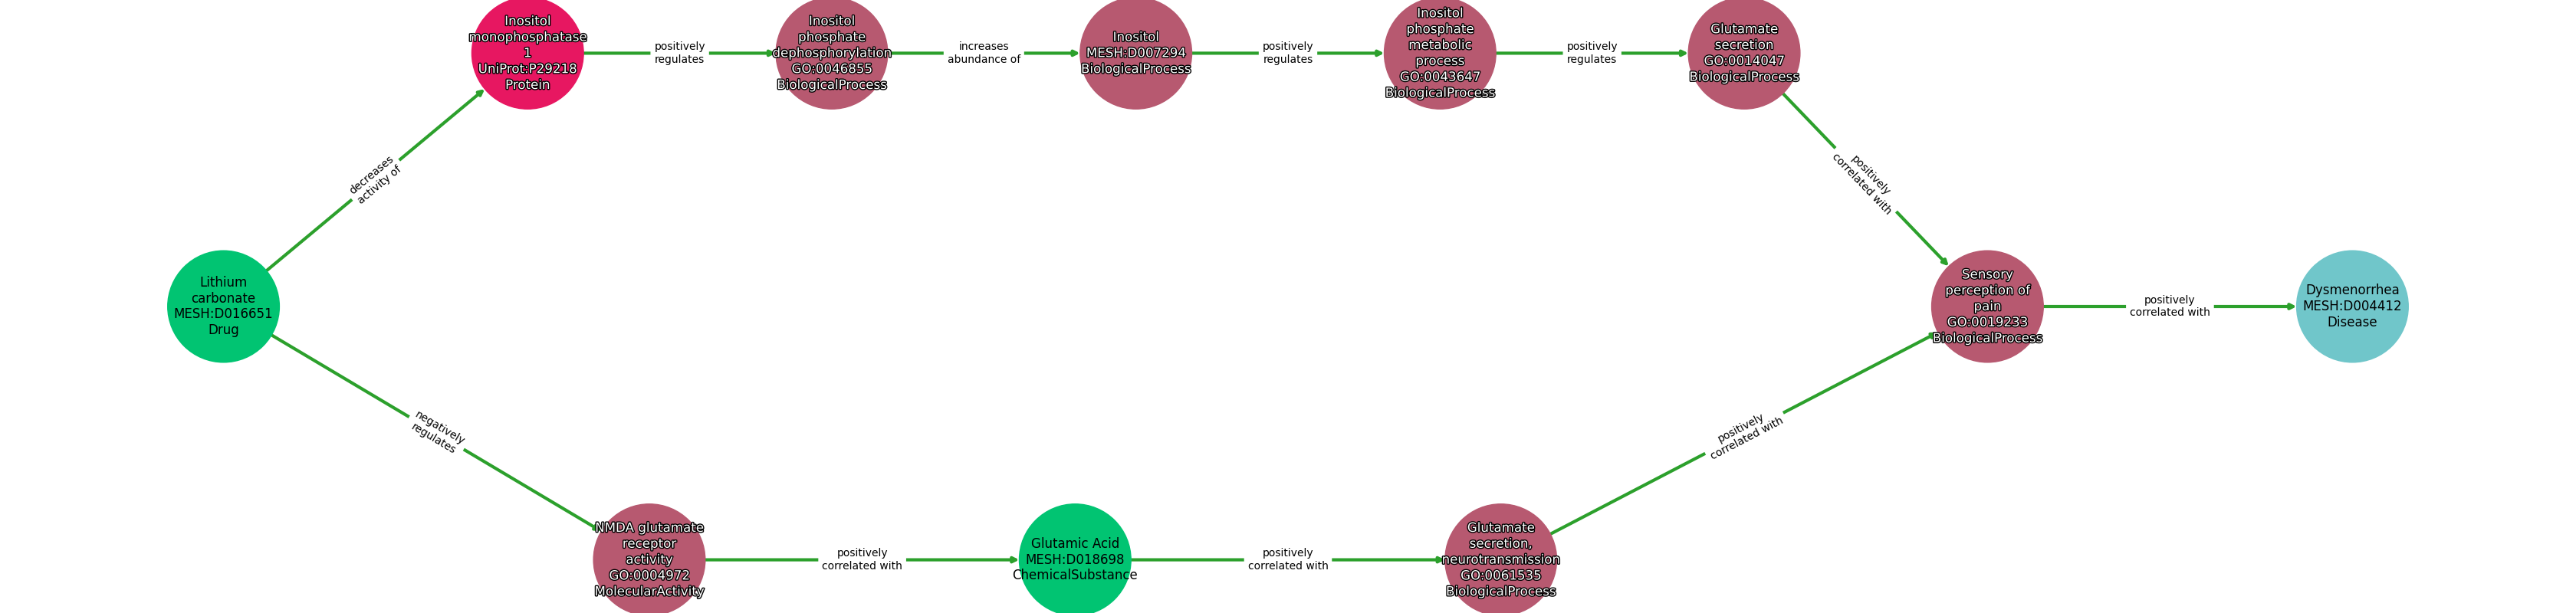 Inositol
monophosphatase
1
UniProt:P29218
Protein
positively
regulates
Inositol
phosphate
dephosphorylation
GO:0046855
BiologicalProcess
increases
abundance of
Inositol
MESH:D007294
BiologicalProcess
positively
regulates
Inositol
phosphate
metabolic
process
GO:0043647
BiologicalProcess
positively
regulates
Glutamate
secretion
GO:0014047
BiologicalProcess
decreases
activity of
positively
correlated with
Lithium
carbonate
MESH:D016651
Drug
Sensory
perception of
pain
GO:0019233
BiologicalProcess
positively
correlated with
Dysmenorrhea
MESH:D004412
Disease
negatively
regulates
positively
correlated with
NMDA glutamate
receptor
activity
GO:0004972
MolecularActivity
positively
correlated with
Glutamic Acid
MESH:D018698
ChemicalSubstance
positively
correlated with
Glutamate
secretion,
neurotransmission
GO:0061535
BiologicalProcess